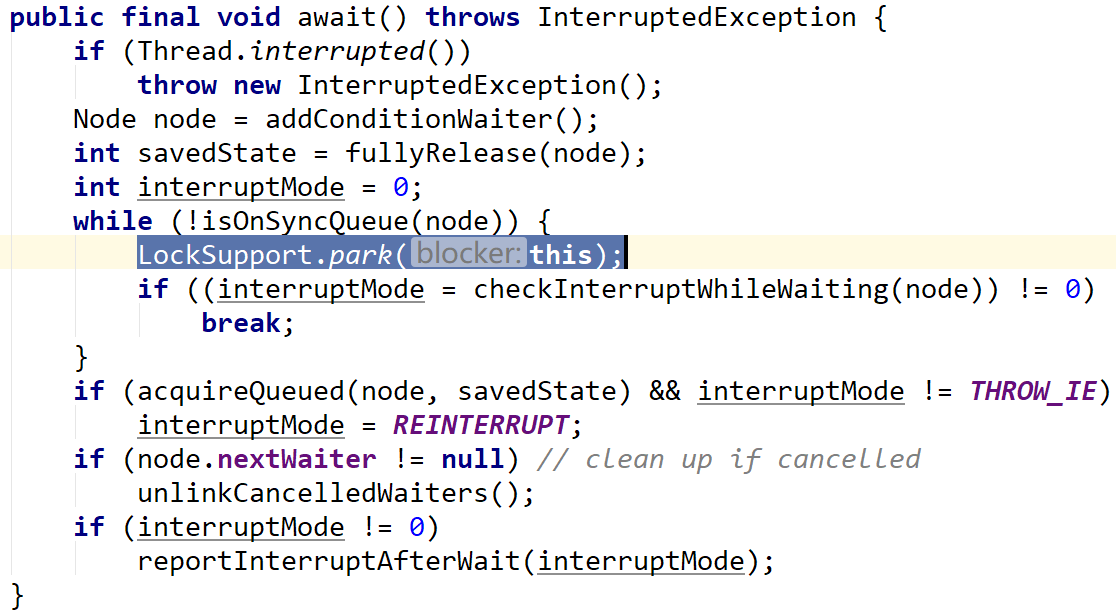 public final void await() throws InterruptedException {
    if (Thread.interrupted())
        throw new InterruptedException();
    Node node = addConditionWaiter();
    int savedState = fullyRelease(node);
    int interruptMode = 0;
    while (!isOnSyncQueue(node)) {
        LockSupport.park( blocker: this);
        if ((interruptMode = checkInterruptWhileWaiting(node)) != 0)
            break;
    }
    if (acquireQueued(node, savedState) && interruptMode != THROW_IE)
        interruptMode = REINTERRUPT;
    if (node.nextWaiter != null) // clean up if cancelled
        unlinkCancelledWaiters();
    if (interruptMode != 0)
        reportInterruptAfterWait(interruptMode);
}